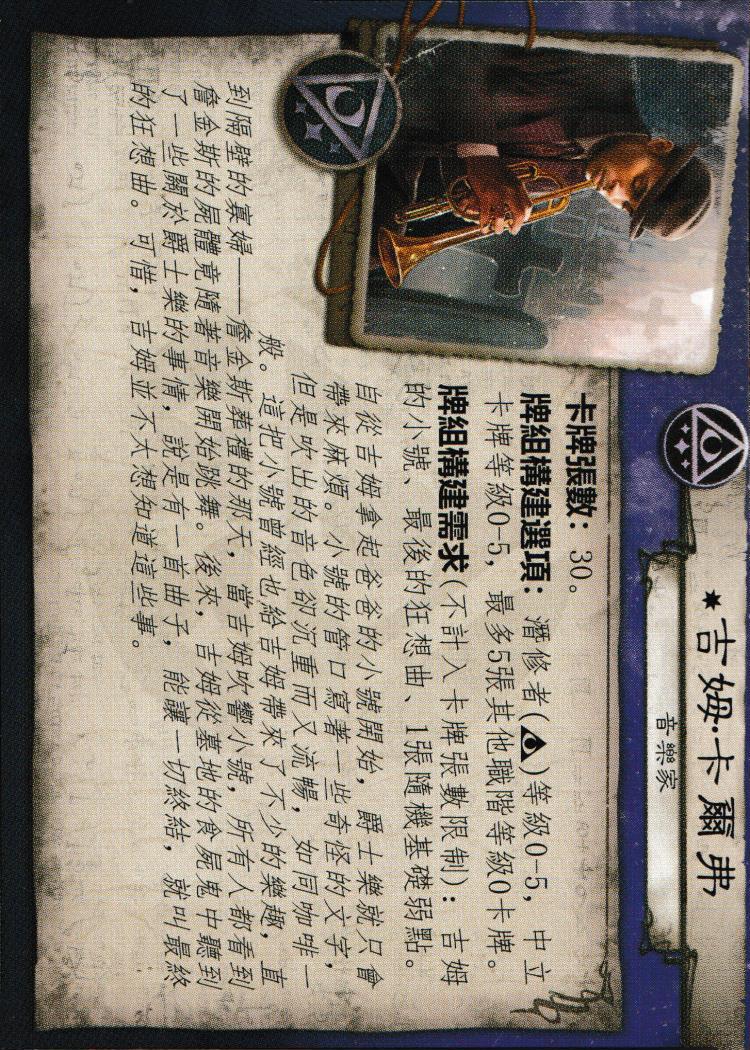 ✷吉姆·卡爾弗
音樂家
卡牌張數：30。
牌組構建選項：潛修者(▲)等級0-5，中立
卡牌等級0-5，最多5張其他職階等級0卡牌。
牌組構建需求(不計入卡牌張數限制)：吉姆
的小號、最後的狂想曲、1張隨機基礎弱點。
自從吉姆拿起爸爸的小號開始，爵士樂就只會
帶來麻煩。小號的管口寫著一些奇怪的文字，
但是吹出的音色卻沉重而又流暢，如同咖啡一
般。這把小號曾經也給吉姆帶來了不少的樂趣，直
到隔壁的寡婦——詹金斯葬禮的那天，當吉姆吹響小號，所有人都看到
詹金斯的屍體竟隨著音樂開始跳舞。後來，吉姆從墓地的食屍鬼中聽到
了一些關於爵士樂的事情，說是有一首曲子，能讓一切終結，就叫最終
的狂想曲。可惜，吉姆並不太想知道這些事。